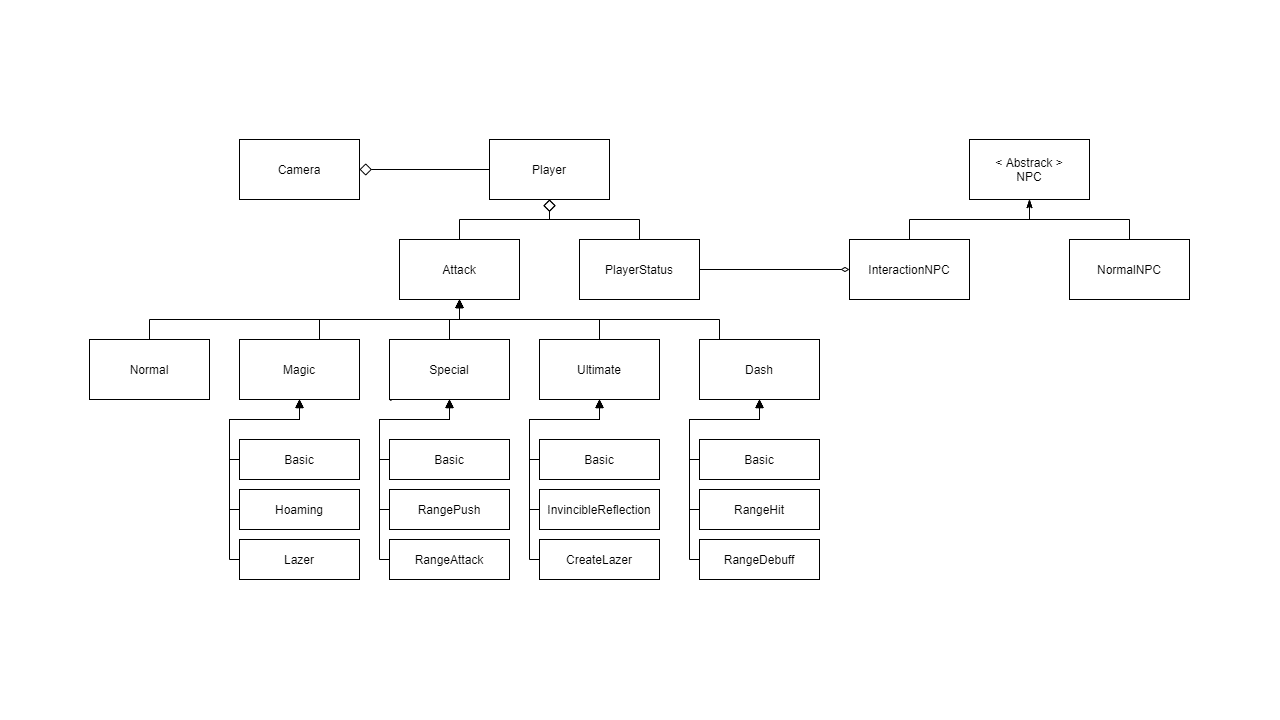 Camera
Player
< Abstrack >
NPC
Attack
PlayerStatus
InteractionNPC
NormalNPC
Normal
Magic
Special
Ultimate
Dash
Basic
Basic
Basic
Basic
Hoaming
RangePush
InvincibleReflection
RangeHit
Lazer
RangeAttack
CreateLazer
RangeDebuff